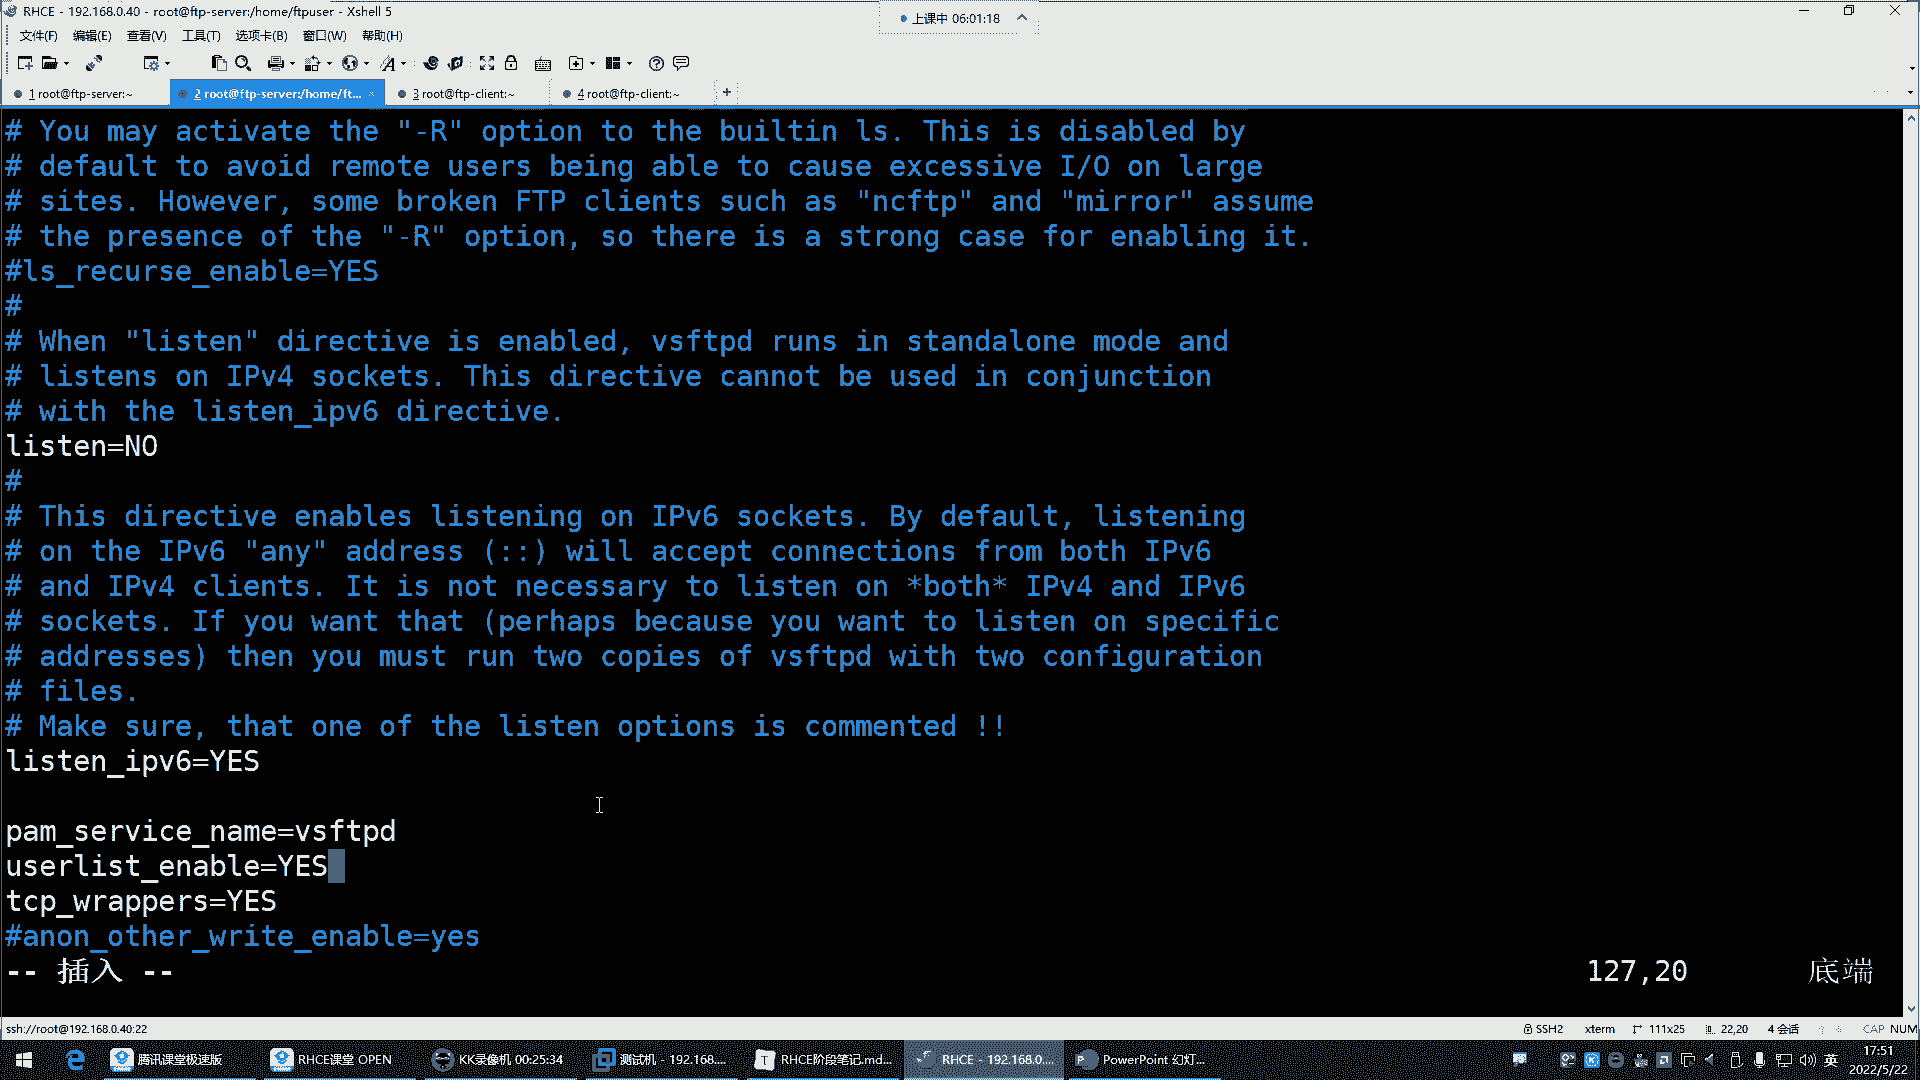 RHCE - 192.168.0.40 - root@ftp-server:/home/ftpuser - Xshell 5
上课中 06:01:18
文件(F) 编辑(E) 查看(V) 工具(T) 选项卡(B) 窗口(W) 帮助(H)
1 root@ftp-server:~ 2 root@ftp-server:/home/ft... × 3 root@ftp-client:~ 4 root@ftp-client:~ +
# You may activate the "-R" option to the builtin ls. This is disabled by
# default to avoid remote users being able to cause excessive I/O on large
# sites. However, some broken FTP clients such as "ncftp" and "mirror" assume
# the presence of the "-R" option, so there is a strong case for enabling it.
#ls_recurse_enable=YES
#
# When "listen" directive is enabled, vsftpd runs in standalone mode and
# listens on IPv4 sockets. This directive cannot be used in conjunction
# with the listen_ipv6 directive.
listen=NO
#
# This directive enables listening on IPv6 sockets. By default, listening
# on the IPv6 "any" address (::) will accept connections from both IPv6
# and IPv4 clients. It is not necessary to listen on *both* IPv4 and IPv6
# sockets. If you want that (perhaps because you want to listen on specific
# addresses) then you must run two copies of vsftpd with two configuration
# files.
# Make sure, that one of the listen options is commented !!
listen_ipv6=YES
pam_service_name=vsftpd
userlist_enable=YES
tcp_wrappers=YES
#anon_other_write_enable=yes
-- 插入 -- 127,20 底端
ssh://root@192.168.0.40:22 SSH2 xterm 111x25 22,20 4 会话 CAP NUM
腾讯课堂极速版 RHCE课堂 OPEN KK录像机 00:25:34 测试机 - 192.168.... RHCE阶段笔记.md... RHCE - 192.168.0.... PowerPoint 幻灯... 英 17:51
2022/5/22